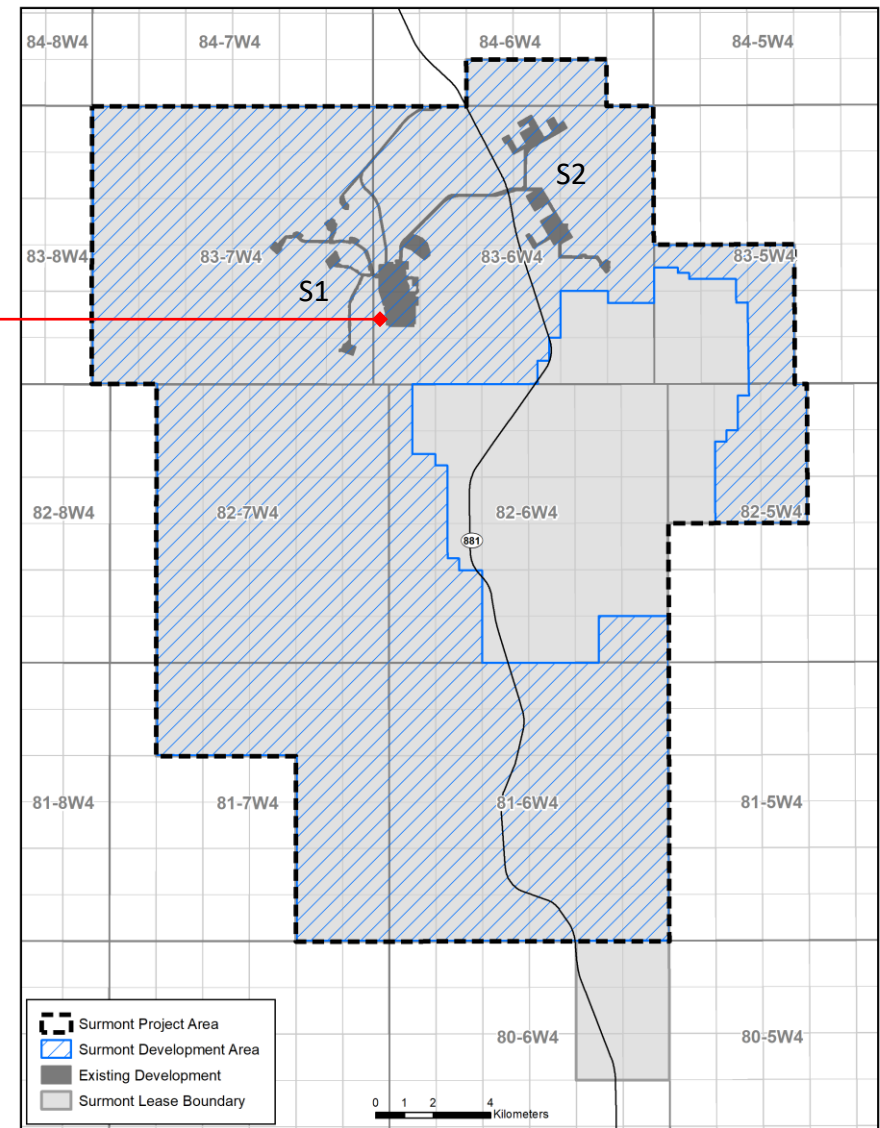 84-8W4 84-7W4 84-6W4 84-5W4
S2
83-8W4 83-7W4 83-6W4 83-5W4
S1
82-8W4 82-7W4 82-6W4 82-5W4
881
81-8W4 81-7W4 81-6W4 81-5W4
80-6W4 80-5W4
Surmont Project Area
Surmont Development Area
Existing Development
Surmont Lease Boundary
0 1 2 4
Kilometers